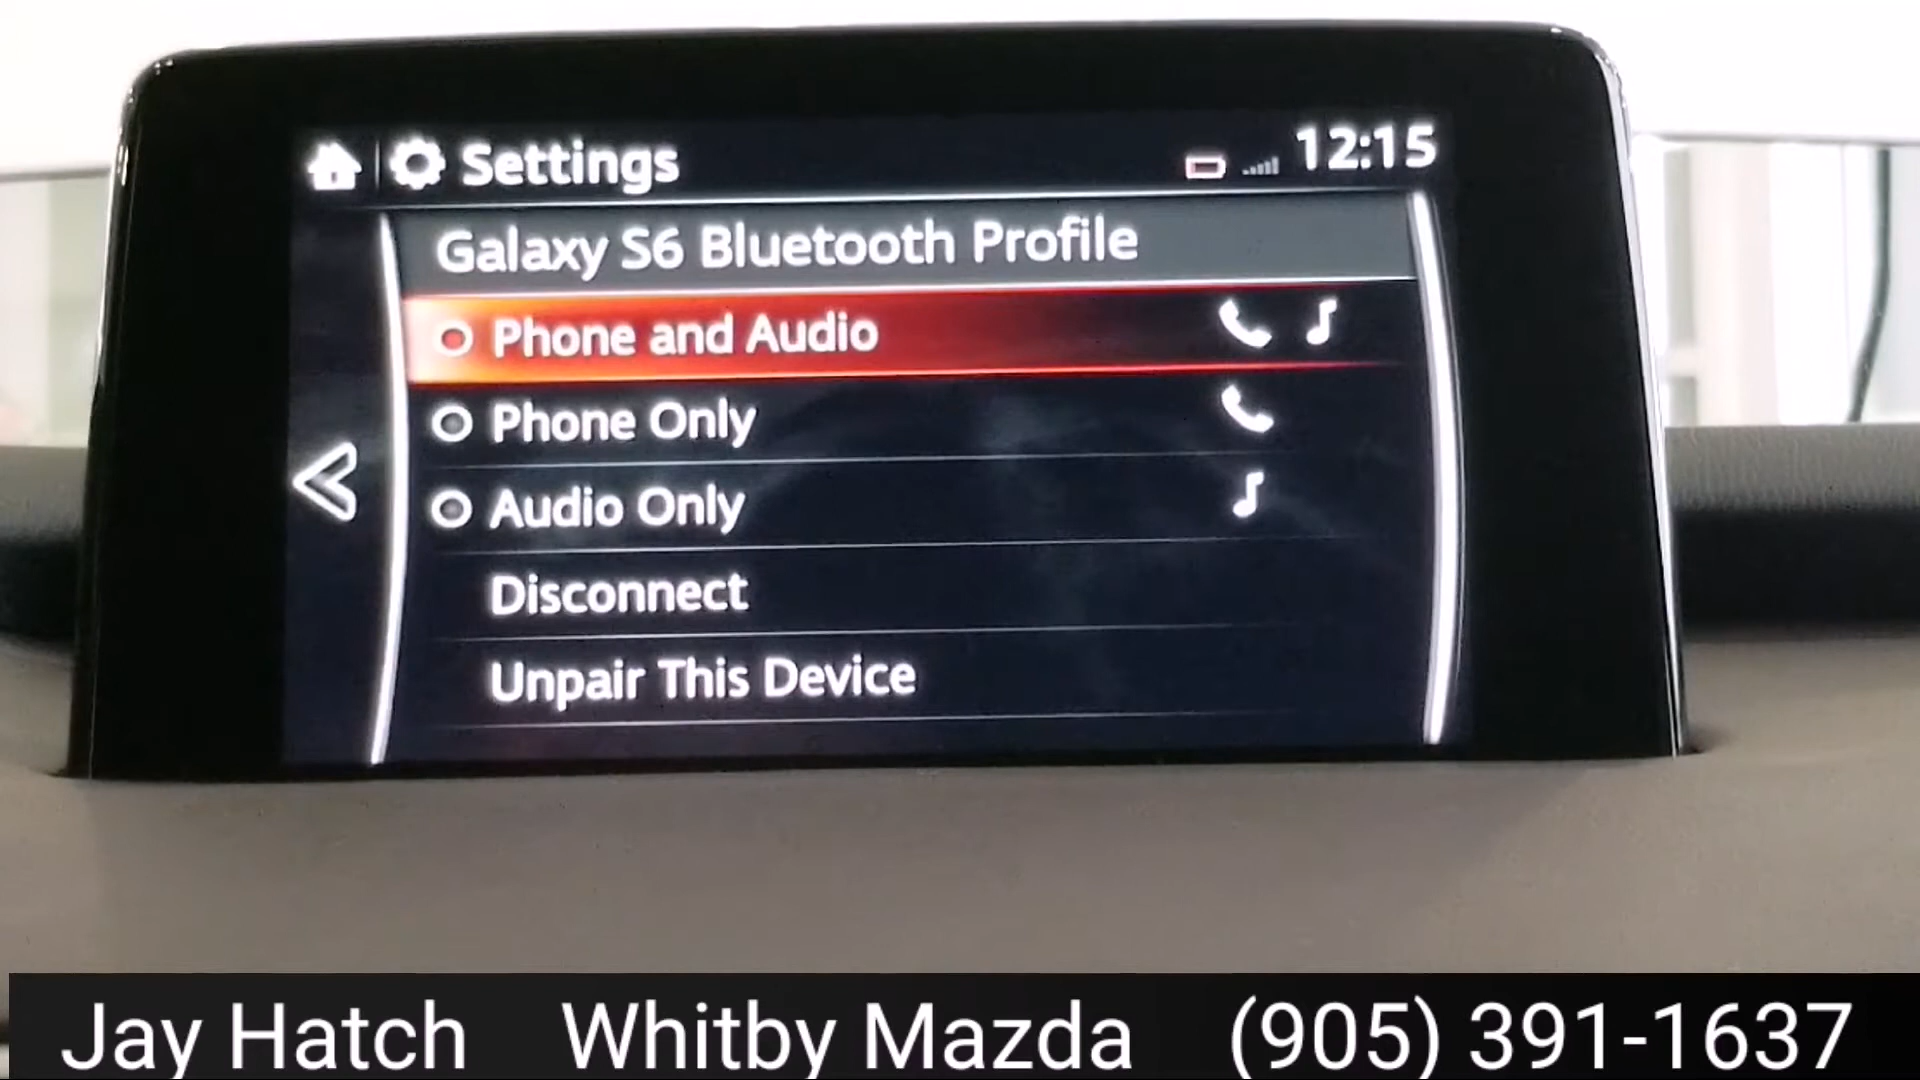 Settings 12:15
Galaxy S6 Bluetooth Profile
Phone and Audio
Phone Only
Audio Only
Disconnect
Unpair This Device
Jay Hatch Whitby Mazda (905) 391-1637